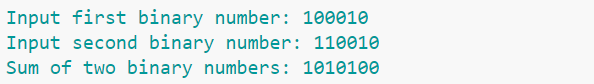 Input first binary number: 100010
Input second binary number: 110010
Sum of two binary numbers: 1010100